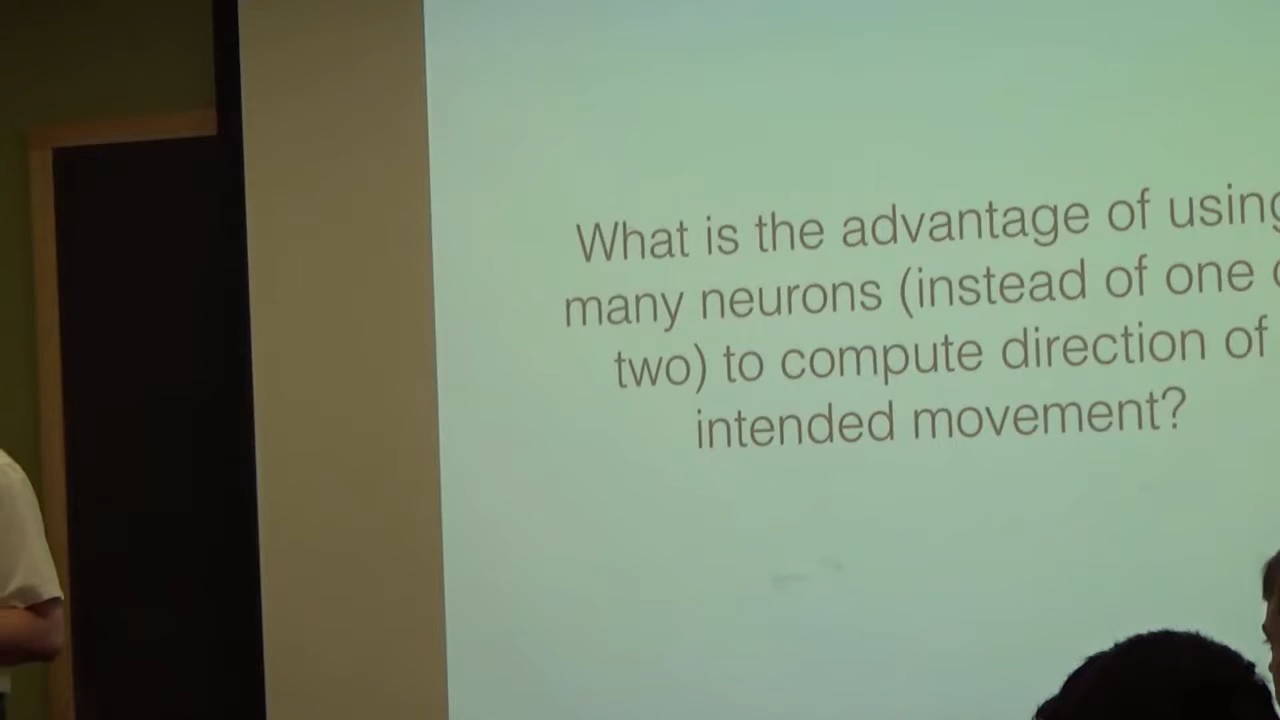 What is the advantage of using
many neurons (instead of one
two) to compute direction of
intended movement?